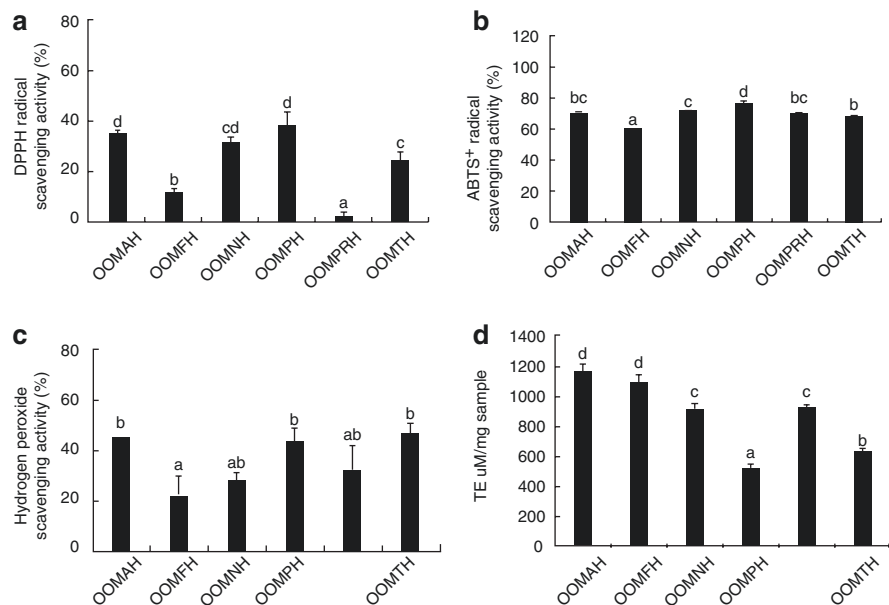 a
DPPH radical
scavenging activity (%)
80
60
40
20
0
d
b
cd
d
a
c
OOMAH
OOMFH
OOMNH
OOMPH
OOMPRH
OOMTH
b
ABTS+ radical
scavenging activity (%)
120
100
80
60
40
20
0
bc
a
c
d
bc
b
OOMAH
OOMFH
OOMNH
OOMPH
OOMPRH
OOMTH
c
Hydrogen peroxide
scavenging activity (%)
80
60
40
20
0
b
a
ab
b
ab
b
OOMAH
OOMFH
OOMNH
OOMPH
OOMTH
d
TE uM/mg sample
1400
1200
1000
800
600
400
200
0
d
d
c
a
c
b
OOMAH
OOMFH
OOMNH
OOMPH
OOMTH